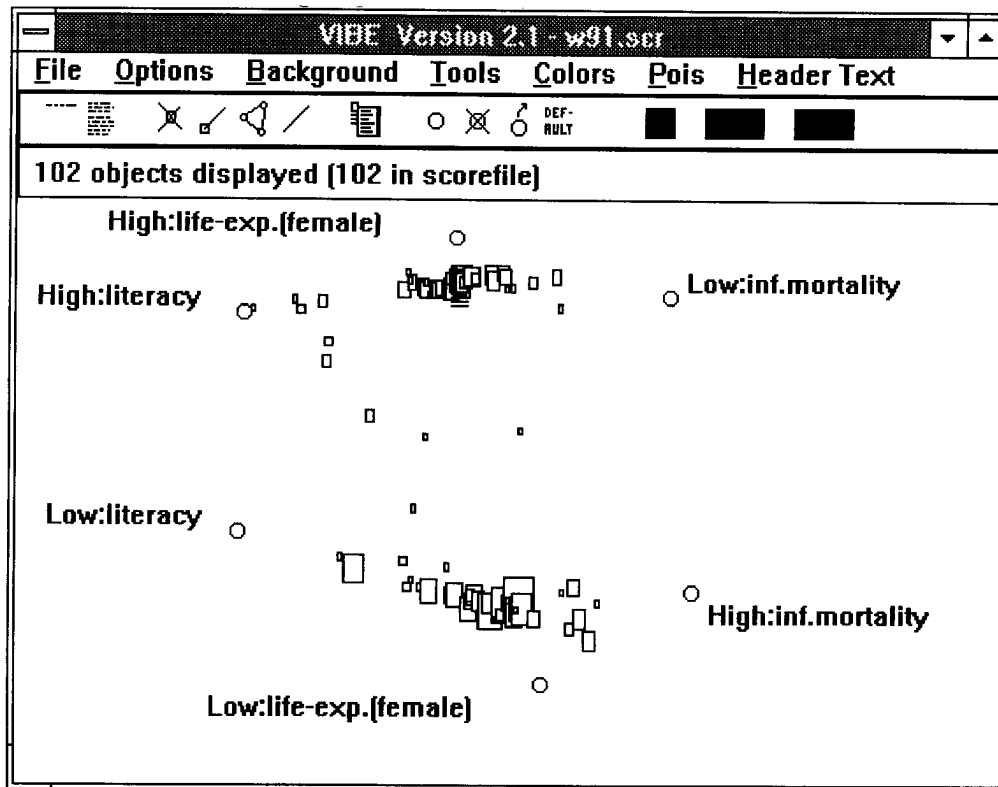 VIBE Version 2.1 - w91.scr
File Options Background Tools Colors Pois Header Text
DEF-
AULT
102 objects displayed (102 in scorefile)
High:life-exp.(female)
High:literacy
Low:inf.mortality
Low:literacy
High:inf.mortality
Low:life-exp.(female)